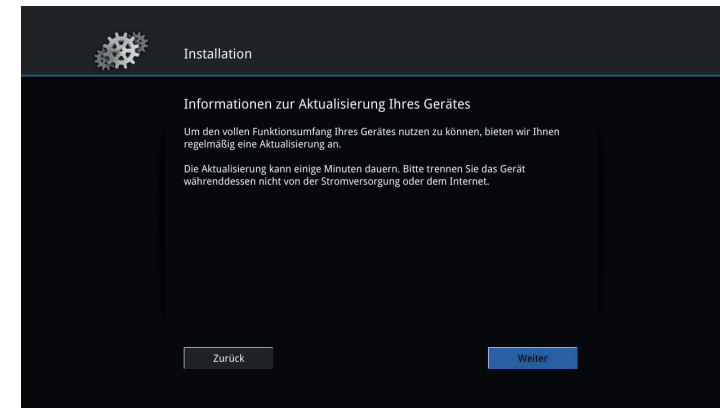 Installation
Informationen zur Aktualisierung Ihres Gerätes
Um den vollen Funktionsumfang Ihres Gerätes nutzen zu können, bieten wir Ihnen
regelmäßig eine Aktualisierung an.
Die Aktualisierung kann einige Minuten dauern. Bitte trennen Sie das Gerät
währenddessen nicht von der Stromversorgung oder dem Internet.
Zurück
Weiter